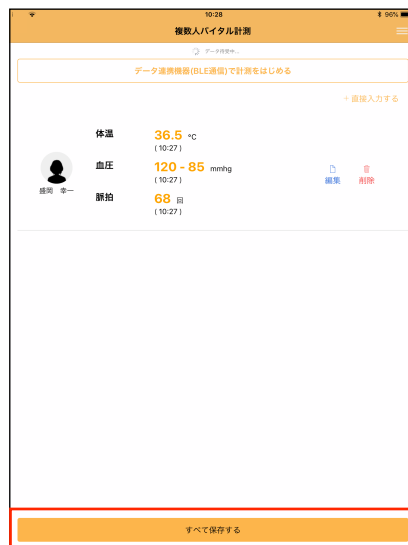 10:28
96%
複数人バイタル計測
データ待受中...
データ連携機器(BLE通信)で計測をはじめる
+ 直接入力する
体温
36.5 °C
(10:27)
血圧
120 - 85 mmhg
(10:27)
脈拍
68 回
(10:27)
盛岡 幸一
編集
削除
すべて保存する